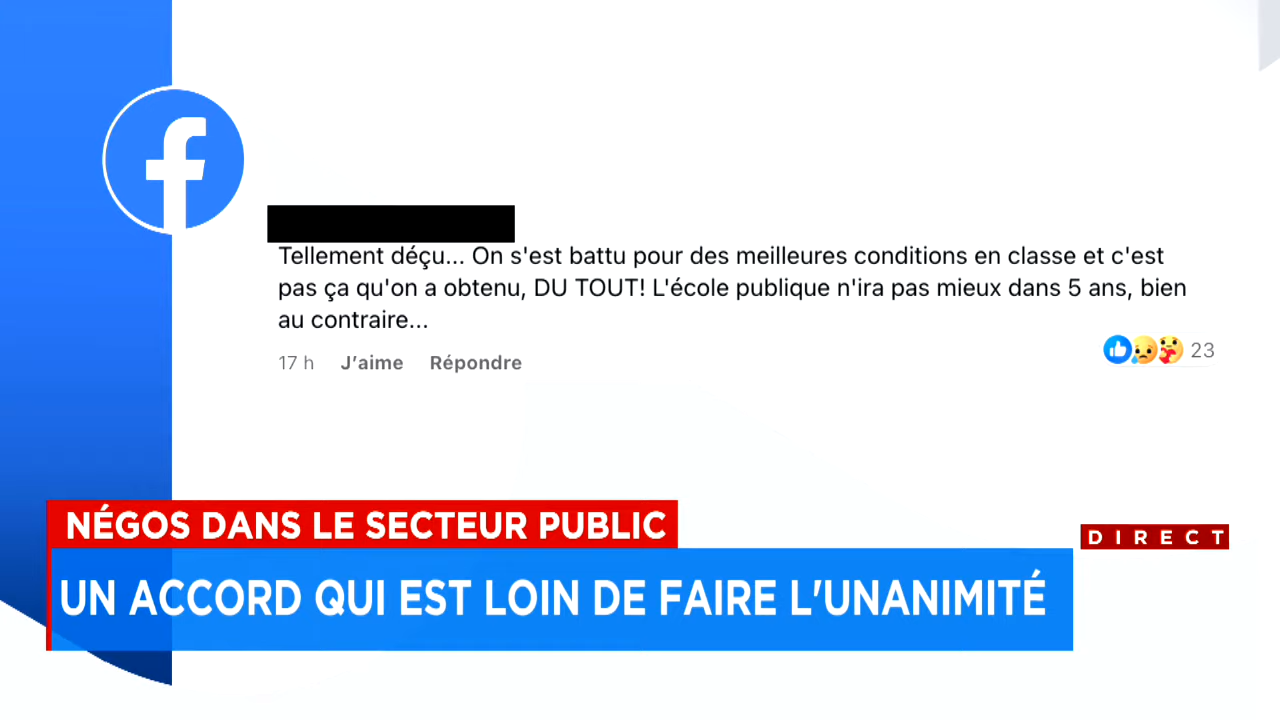 Tellement déçu... On s'est battu pour des meilleures conditions en classe et c'est
pas ça qu'on a obtenu, DU TOUT! L'école publique n'ira pas mieux dans 5 ans, bien
au contraire...
17 h J'aime Répondre
23
NÉGOS DANS LE SECTEUR PUBLIC
DIRECT
UN ACCORD QUI EST LOIN DE FAIRE L'UNANIMITÉ